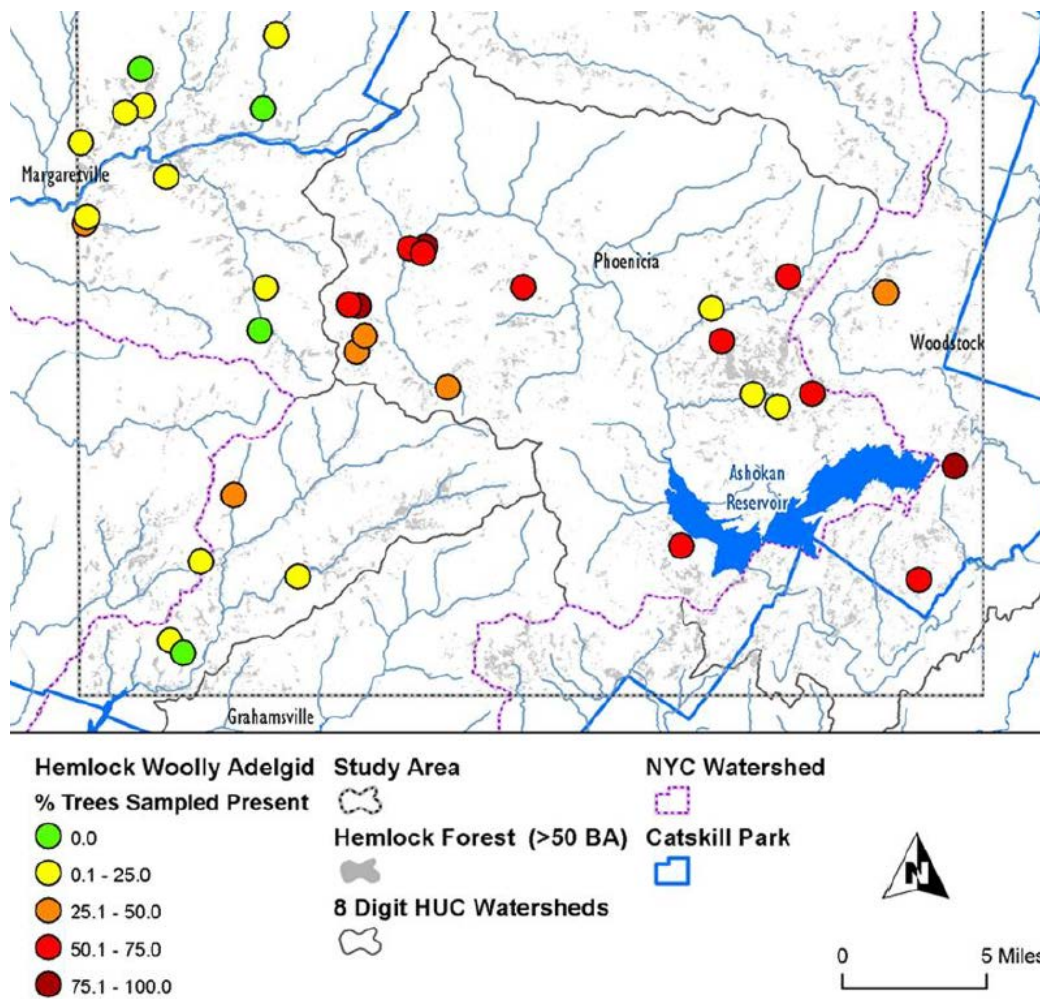 Margaretville
Phoenicia
Woodstock
Ashokan
Reservoir
Grahamsville
Hemlock Woolly Adelgid
% Trees Sampled Present
0.0
0.1 - 25.0
25.1 - 50.0
50.1 - 75.0
75.1 - 100.0
Study Area
Hemlock Forest (>50 BA)
8 Digit HUC Watersheds
NYC Watershed
Catskill Park
N
0 5 Miles